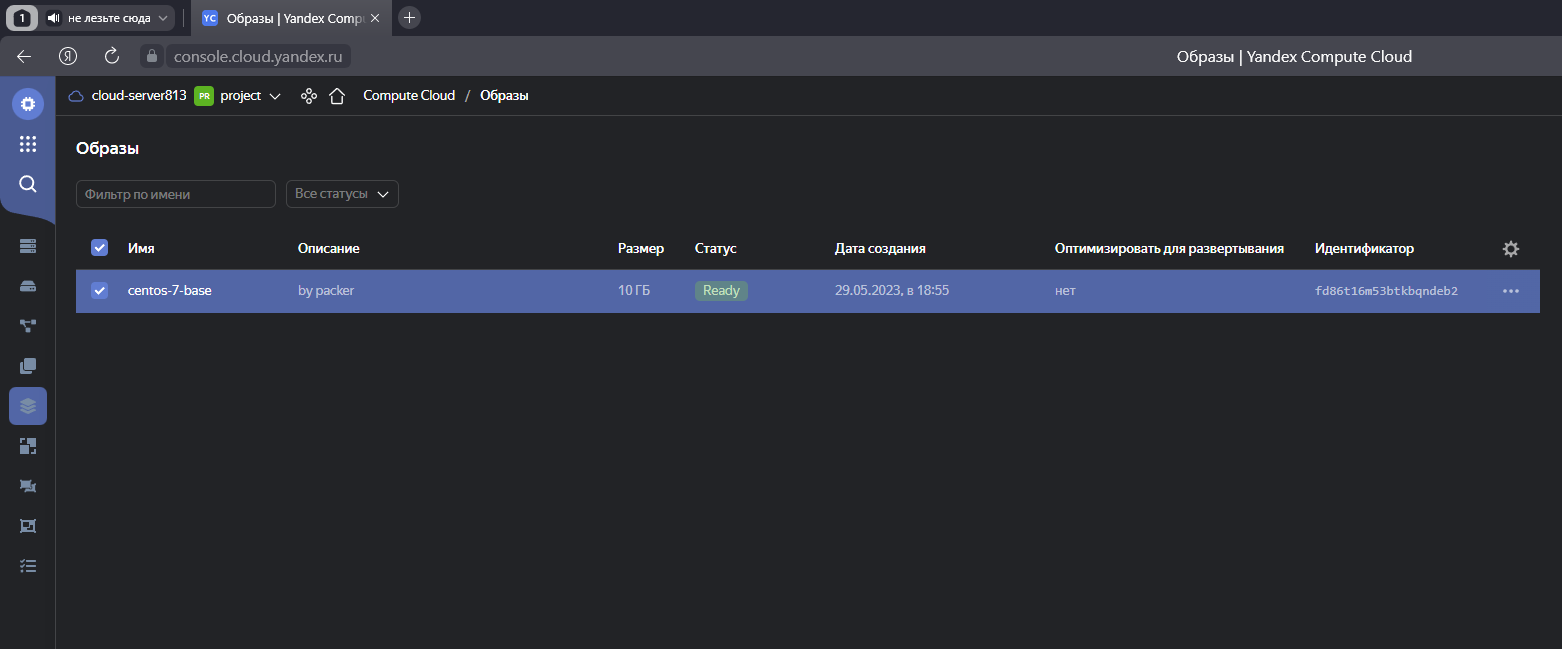 1 не лезьте сюда YC Образы | Yandex Comp
Я console.cloud.yandex.ru Образы | Yandex Compute Cloud
cloud-server813 PR project Compute Cloud / Образы
Образы
Фильтр по имени Все статусы
Имя Описание Размер Статус Дата создания Оптимизировать для развертывания Идентификатор
centos-7-base by packer 10 ГБ Ready 29.05.2023, в 18:55 нет fd86t16m53btkbqndeb2